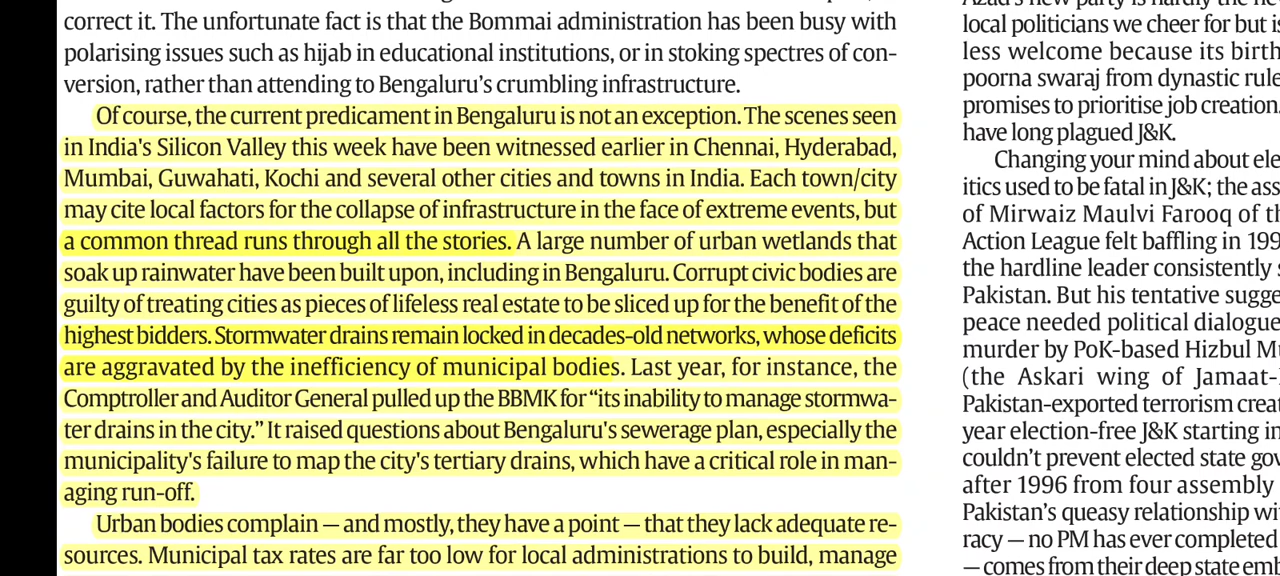 correct it. The unfortunate fact is that the Bommai administration has been busy with
polarising issues such as hijab in educational institutions, or in stoking spectres of con-
version, rather than attending to Bengaluru’s crumbling infrastructure.
Of course, the current predicament in Bengaluru is not an exception. The scenes seen
in India's Silicon Valley this week have been witnessed earlier in Chennai, Hyderabad,
Mumbai, Guwahati, Kochi and several other cities and towns in India. Each town/city
may cite local factors for the collapse of infrastructure in the face of extreme events, but
a common thread runs through all the stories. A large number of urban wetlands that
soak up rainwater have been built upon, including in Bengaluru. Corrupt civic bodies are
guilty of treating cities as pieces of lifeless real estate to be sliced up for the benefit of the
highest bidders. Stormwater drains remain locked in decades-old networks, whose deficits
are aggravated by the inefficiency of municipal bodies. Last year, for instance, the
Comptroller and Auditor General pulled up the BBMK for “its inability to manage stormwa-
ter drains in the city.” It raised questions about Bengaluru's sewerage plan, especially the
municipality's failure to map the city's tertiary drains, which have a critical role in man-
aging run-off.
Urban bodies complain — and mostly, they have a point — that they lack adequate re-
sources. Municipal tax rates are far too low for local administrations to build, manage
local politicians we cheer for but
less welcome because its birth
poorna swaraj from dynastic rule
promises to prioritise job creation
have long plagued J&K.
Changing your mind about
itics used to be fatal in J&K; the
of Mirwaiz Maulvi Farooq of
Action League felt baffling in
the hardline leader consistently
Pakistan. But his tentative
peace needed political dialogue
murder by PoK-based Hizbul
(the Askari wing of
Pakistan-exported terrorism
year election-free J&K starting
couldn’t prevent elected state
after 1996 from four assembly
Pakistan’s queasy relationship
racy — no PM has ever completed
— comes from their deep state